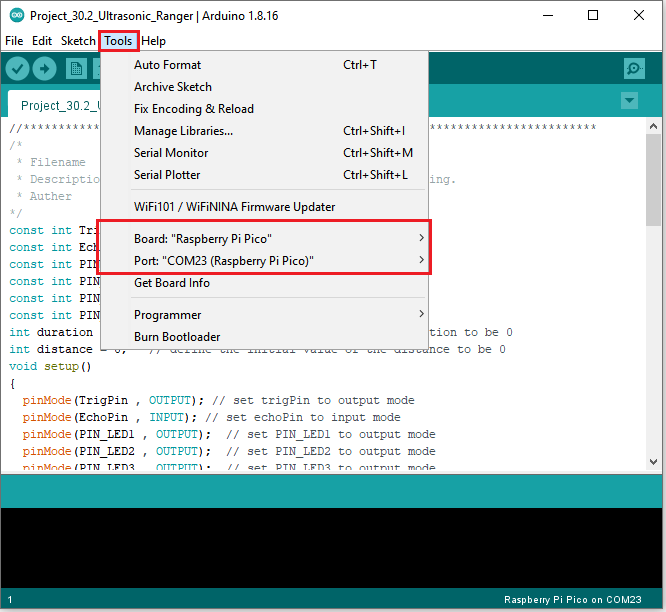 Project_30.2_Ultrasonic_Ranger | Arduino 1.8.16
File Edit Sketch Tools Help
Auto Format Ctrl+T
Archive Sketch
Fix Encoding & Reload
Manage Libraries... Ctrl+Shift+I
Serial Monitor Ctrl+Shift+M
Serial Plotter Ctrl+Shift+L
WiFi101 / WiFiNINA Firmware Updater
Board: "Raspberry Pi Pico"
Port: "COM23 (Raspberry Pi Pico)"
Get Board Info
Programmer
Burn Bootloader
Project_30.2_U
/*
* Filename
* Descriptio ing.
* Auther
*/
const int Tri
const int Ech
const int PIN
const int PIN
const int PIN
const int PIN
int duration tion to be 0
int distance = 0; // define the initial value of the distance to be 0
void setup()
{
pinMode(TrigPin , OUTPUT); // set trigPin to output mode
pinMode(EchoPin , INPUT); // set echoPin to input mode
pinMode(PIN_LED1 , OUTPUT); // set PIN_LED1 to output mode
pinMode(PIN_LED2 , OUTPUT); // set PIN_LED2 to output mode
pinMode(PIN_LED3 , OUTPUT); // set PIN_LED3 to output mode
1 Raspberry Pi Pico on COM23